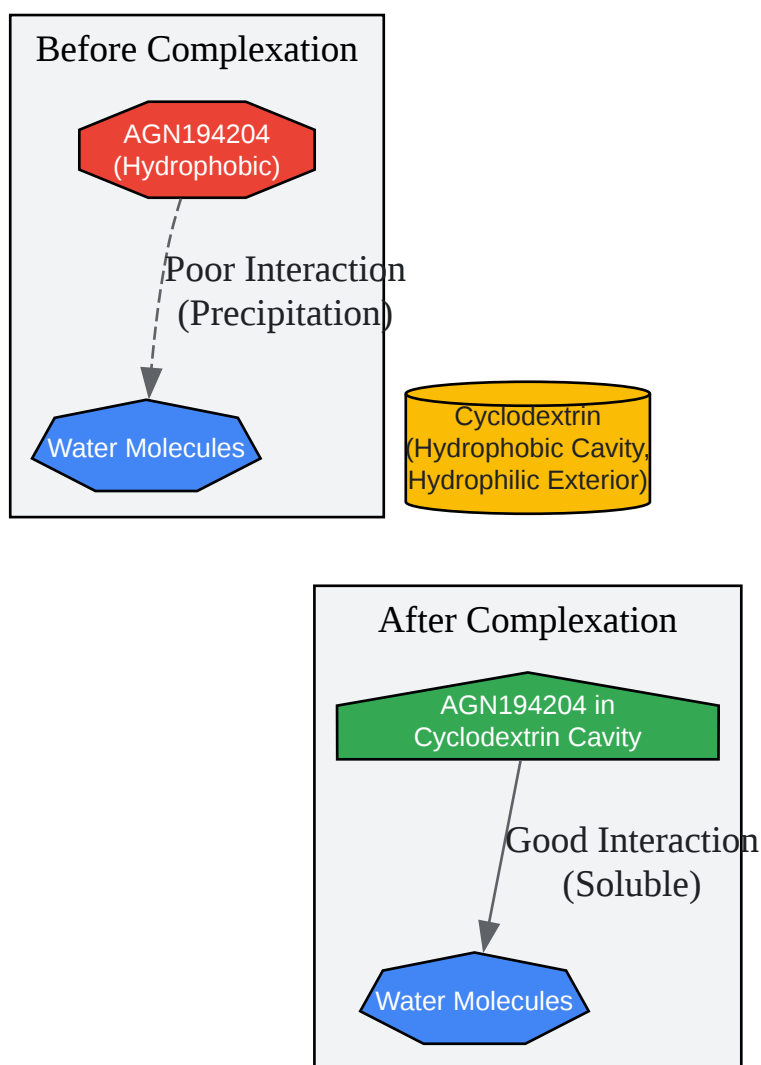 Before Complexation
AGN194204
(Hydrophobic)
Poor Interaction
(Precipitation)
Water Molecules
Cyclodextrin
(Hydrophobic Cavity,
Hydrophilic Exterior)
After Complexation
AGN194204 in
Cyclodextrin Cavity
Good Interaction
(Soluble)
Water Molecules